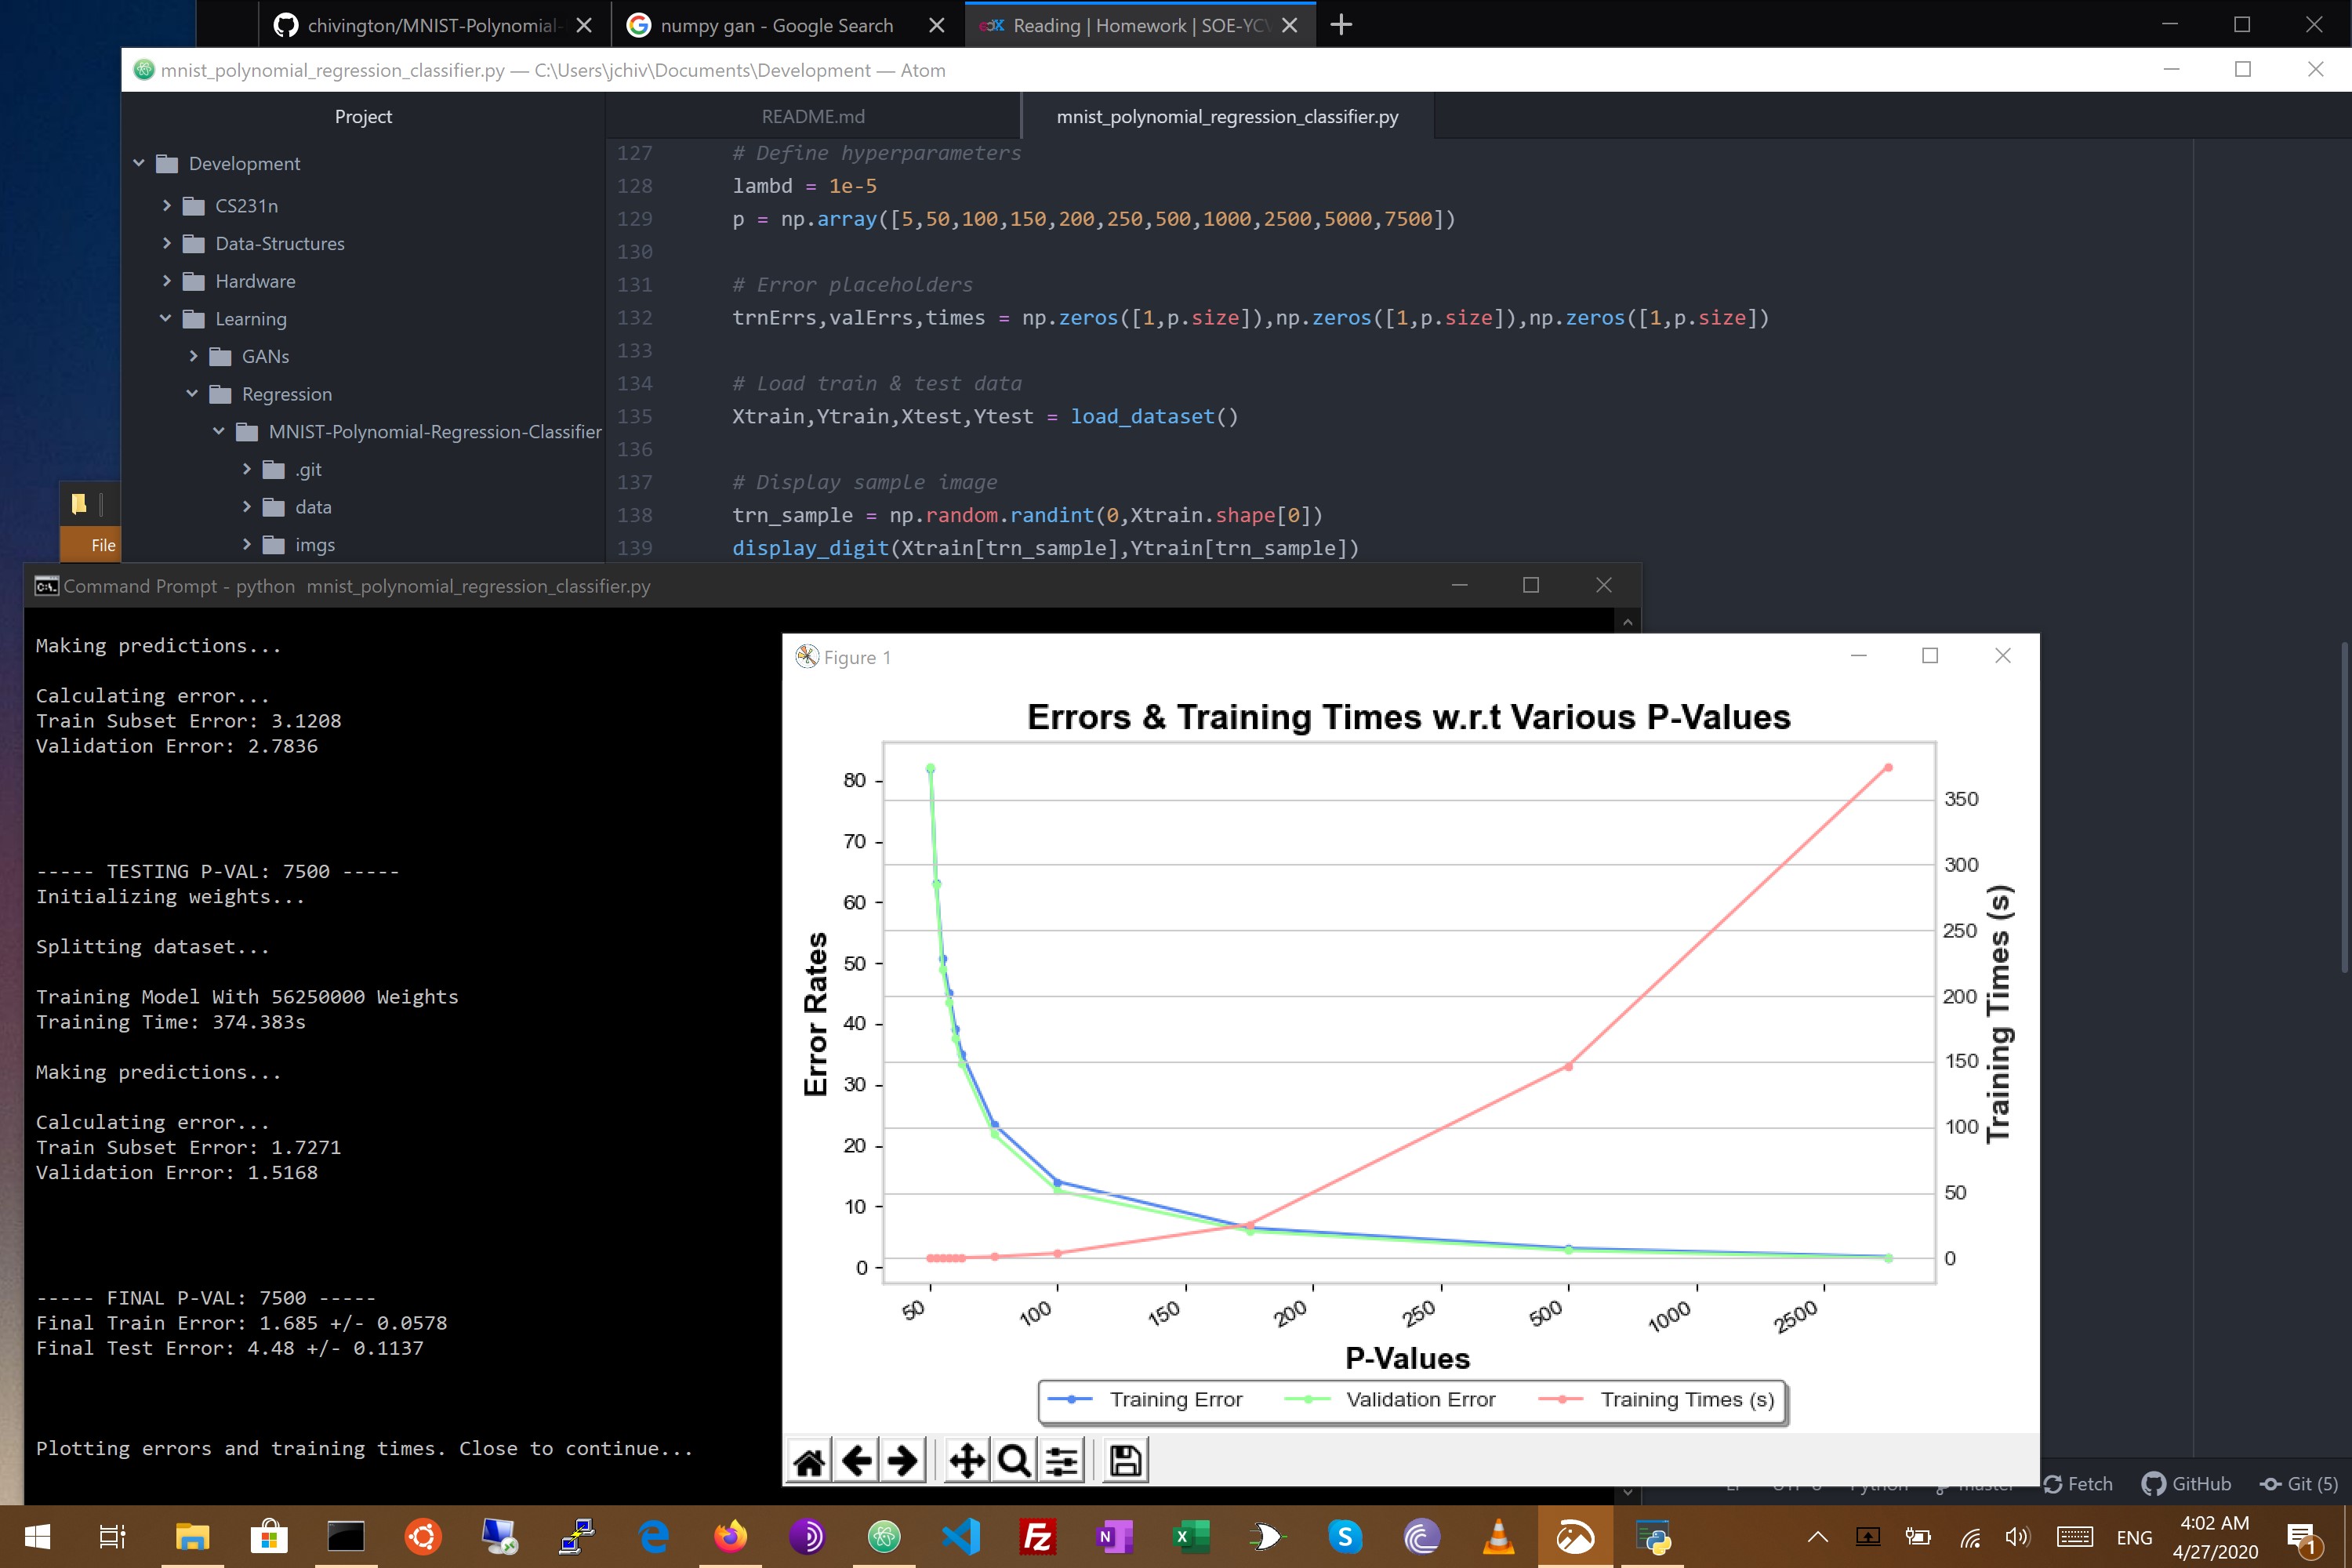 chivington/MNIST-Polynomial-
numpy gan - Google Search
Reading | Homework | SOE-YC
mnist_polynomial_regression_classifier.py — C:\Users\jchiv\Documents\Development — Atom
Project
README.md
mnist_polynomial_regression_classifier.py
Development
CS231n
Data-Structures
Hardware
Learning
GANs
Regression
MNIST-Polynomial-Regression-Classifier
.git
data
imgs
File
127 # Define hyperparameters
128 lambd = 1e-5
129 p = np.array([5,50,100,150,200,250,500,1000,2500,5000,7500])
130
131 # Error placeholders
132 trnErrs,valErrs,times = np.zeros([1,p.size]),np.zeros([1,p.size]),np.zeros([1,p.size])
133
134 # Load train & test data
135 Xtrain,Ytrain,Xtest,Ytest = load_dataset()
136
137 # Display sample image
138 trn_sample = np.random.randint(0,Xtrain.shape[0])
139 display_digit(Xtrain[trn_sample],Ytrain[trn_sample])
Command Prompt - python mnist_polynomial_regression_classifier.py
Making predictions...
Calculating error...
Train Subset Error: 3.1208
Validation Error: 2.7836
----- TESTING P-VAL: 7500 -----
Initializing weights...
Splitting dataset...
Training Model With 56250000 Weights
Training Time: 374.383s
Making predictions...
Calculating error...
Train Subset Error: 1.7271
Validation Error: 1.5168
----- FINAL P-VAL: 7500 -----
Final Train Error: 1.685 +/- 0.0578
Final Test Error: 4.48 +/- 0.1137
Plotting errors and training times. Close to continue...
Figure 1
Errors & Training Times w.r.t Various P-Values
Error Rates
80
70
60
50
40
30
20
10
0
350
300
250
200
150
100
50
0
Training Times (s)
50 100 150 200 250 500 1000 2500
P-Values
Training Error Validation Error Training Times (s)
Fetch
GitHub
Git (5)
ENG
4:02 AM
4/27/2020
1